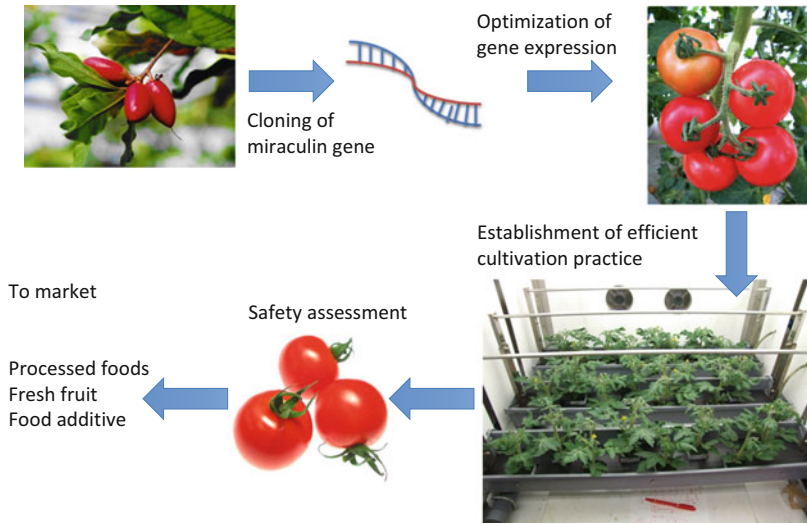 Cloning of
miraculin gene
Optimization of
gene expression
Establishment of efficient
cultivation practice
Safety assessment
To market
Processed foods
Fresh fruit
Food additive